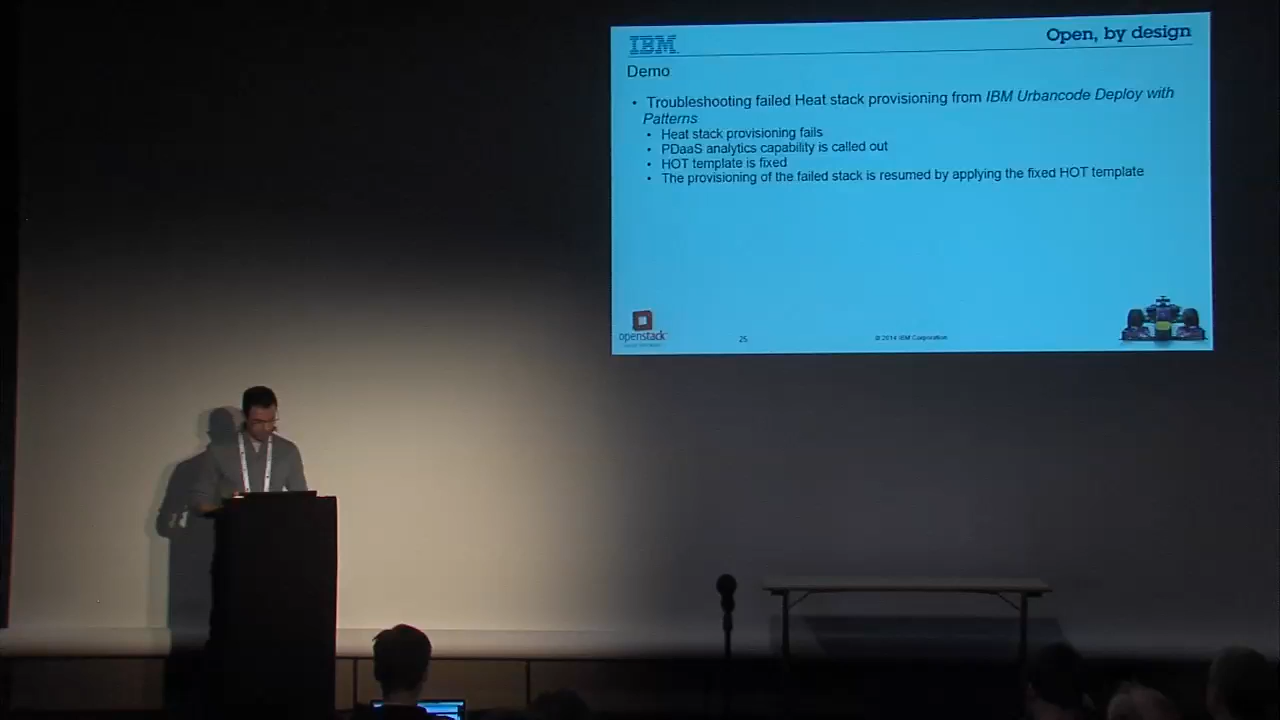 IBM
Open, by design
Demo
• Troubleshooting failed Heat stack provisioning from IBM Urbancode Deploy with
Patterns
• Heat stack provisioning fails
• PDaaS analytics capability is called out
• HOT template is fixed
• The provisioning of the failed stack is resumed by applying the fixed HOT template
openstack
25
© 2014 IBM Corporation